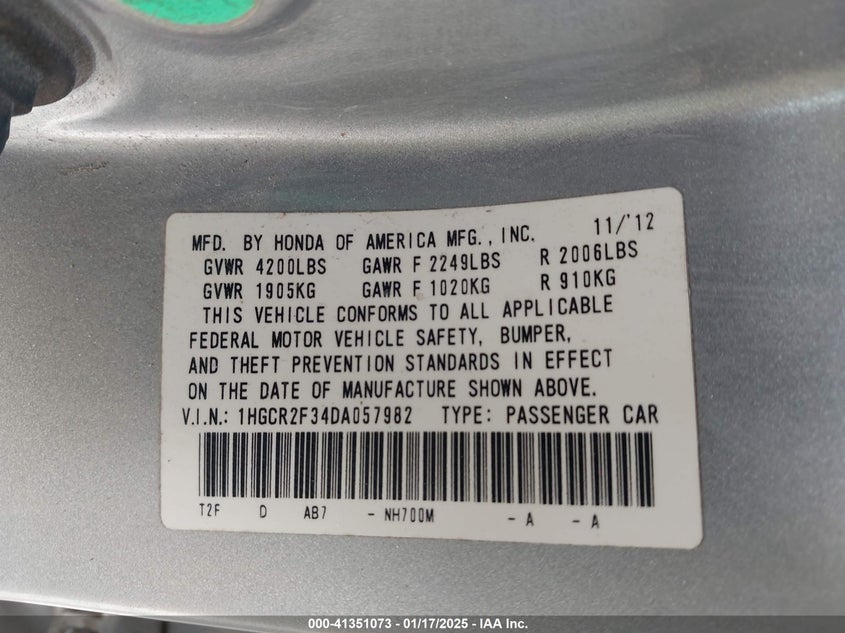 MFD. BY HONDA OF AMERICA MFG., INC. 11/'12
GVWR 4200LBS GAWR F 2249LBS R 2006LBS
GVWR 1905KG GAWR F 1020KG R 910KG
THIS VEHICLE CONFORMS TO ALL APPLICABLE
FEDERAL MOTOR VEHICLE SAFETY, BUMPER,
AND THEFT PREVENTION STANDARDS IN EFFECT
ON THE DATE OF MANUFACTURE SHOWN ABOVE.
V.I.N.: 1HGCR2F34DA057982 TYPE: PASSENGER CAR
T2F D AB7 - NH700M - A - A
000-41351073 — 01/17/2025 — IAA Inc.